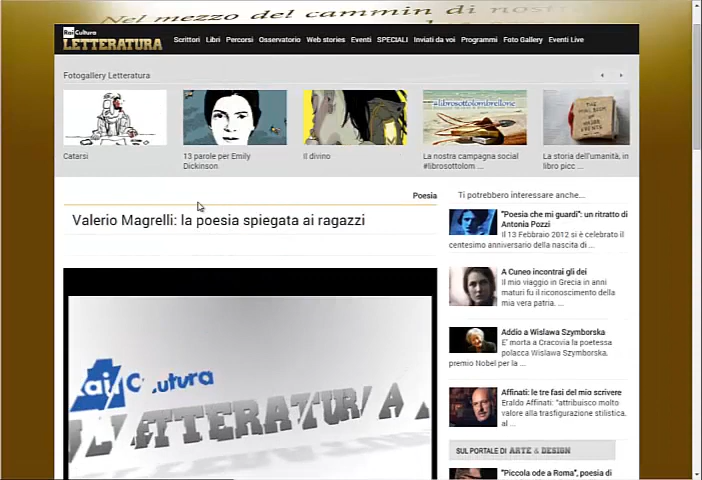 Nel mezzo del cammin di nostr
Rai Cultura
LETTERATURA
Scrittori Libri Percorsi Osservatorio Web stories Eventi SPECIALI Inviati da voi Programmi Foto Gallery Eventi Live
Fotogallery Letteratura
#librosottolombrellone
Catarsi
13 parole per Emily
Dickinson
Il divino
La nostra campagna social
#librosottolom ...
La storia dell'umanità, in
libro picc ...
Poesia
Valerio Magrelli: la poesia spiegata ai ragazzi
Rai Cultura
LETTERATURA
Ti potrebbero interessare anche...
"Poesia che mi guardi": un ritratto di
Antonia Pozzi
Il 13 Febbraio 2012 si è celebrato il
centesimo anniversario della nascita di ...
A Cuneo incontrai gli dei
Il mio viaggio in Grecia in anni
maturi fu il riconoscimento della
mia vera patria. ...
Addio a Wislawa Szymborska
E' morta a Cracovia la poetessa
polacca Wislawa Szymborska,
premio Nobel per la ...
Affinati: le tre fasi del mio scrivere
Eraldo Affinati: "attribuisco molto
valore alla trasfigurazione stilistica.
al ...
SUL PORTALE DI ARTE & DESIGN
"Piccola ode a Roma", poesia di